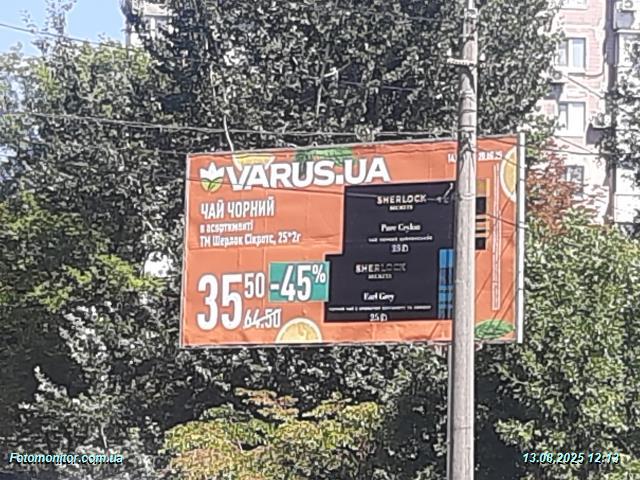 VARUS.UA
ЧАЙ ЧОРНИЙ
в асортименті
ТМ Шерлок Сікретс, 25*2г
35 50 -45%
64.50
SHERLOCK
SECRETS
Pure Ceylon
SHERLOCK
SECRETS
Earl Grey
Fotomonitor.com.ua
13.08.2025 12:13